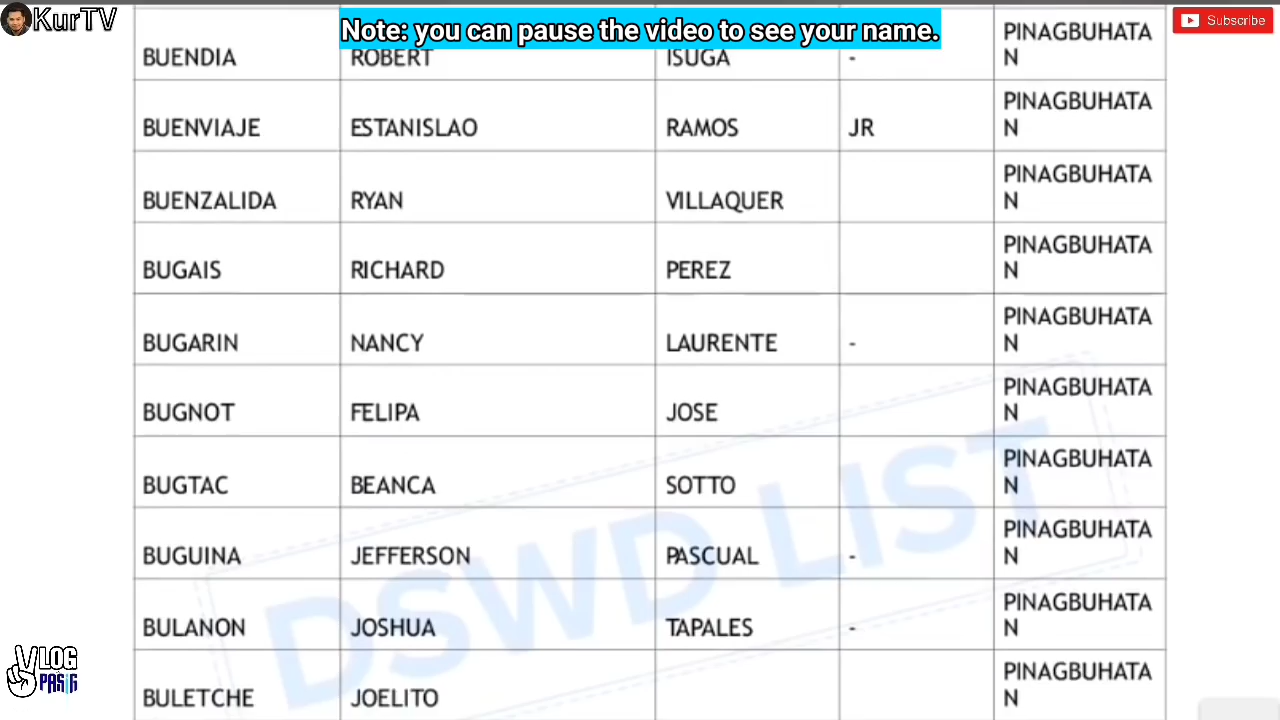 KurTV
Note: you can pause the video to see your name.
Subscribe
BUENDIA ROBERT ISUGA - PINAGBUHATA
N
BUENVIAJE ESTANISLAO RAMOS JR PINAGBUHATA
N
BUENZALIDA RYAN VILLAQUER PINAGBUHATA
N
BUGAIS RICHARD PEREZ PINAGBUHATA
N
BUGARIN NANCY LAURENTE - PINAGBUHATA
N
BUGNOT FELIPA JOSE PINAGBUHATA
N
BUGTAC BEANCA SOTTO PINAGBUHATA
N
BUGUINA JEFFERSON PASCUAL - PINAGBUHATA
N
BULANON JOSHUA TAPALES - PINAGBUHATA
N
BULETCHE JOELITO PINAGBUHATA
N
DSWD LIST
VLOG
PASIG